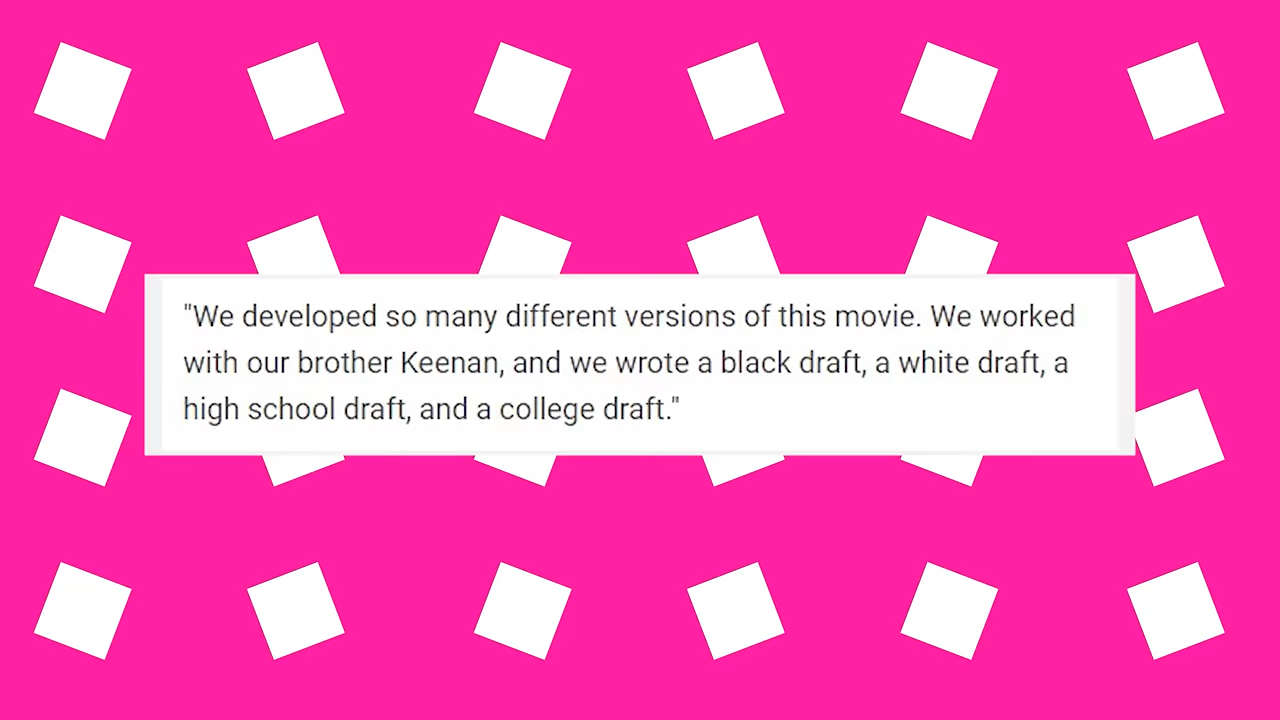 "We developed so many different versions of this movie. We worked
with our brother Keenan, and we wrote a black draft, a white draft, a
high school draft, and a college draft."